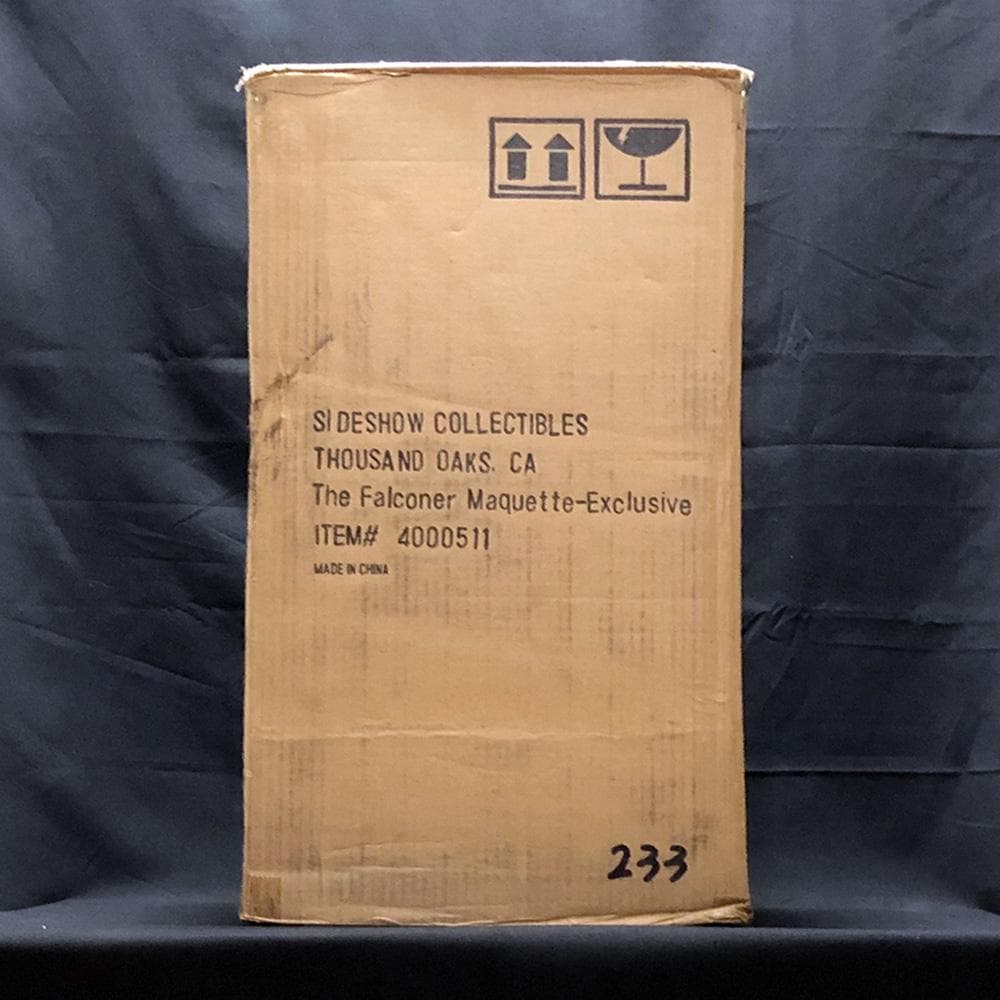 SIDESHOW COLLECTIBLES
THOUSAND OAKS, CA
The Falconer Maquette-Exclusive
ITEM# 4000511
MADE IN CHINA
233